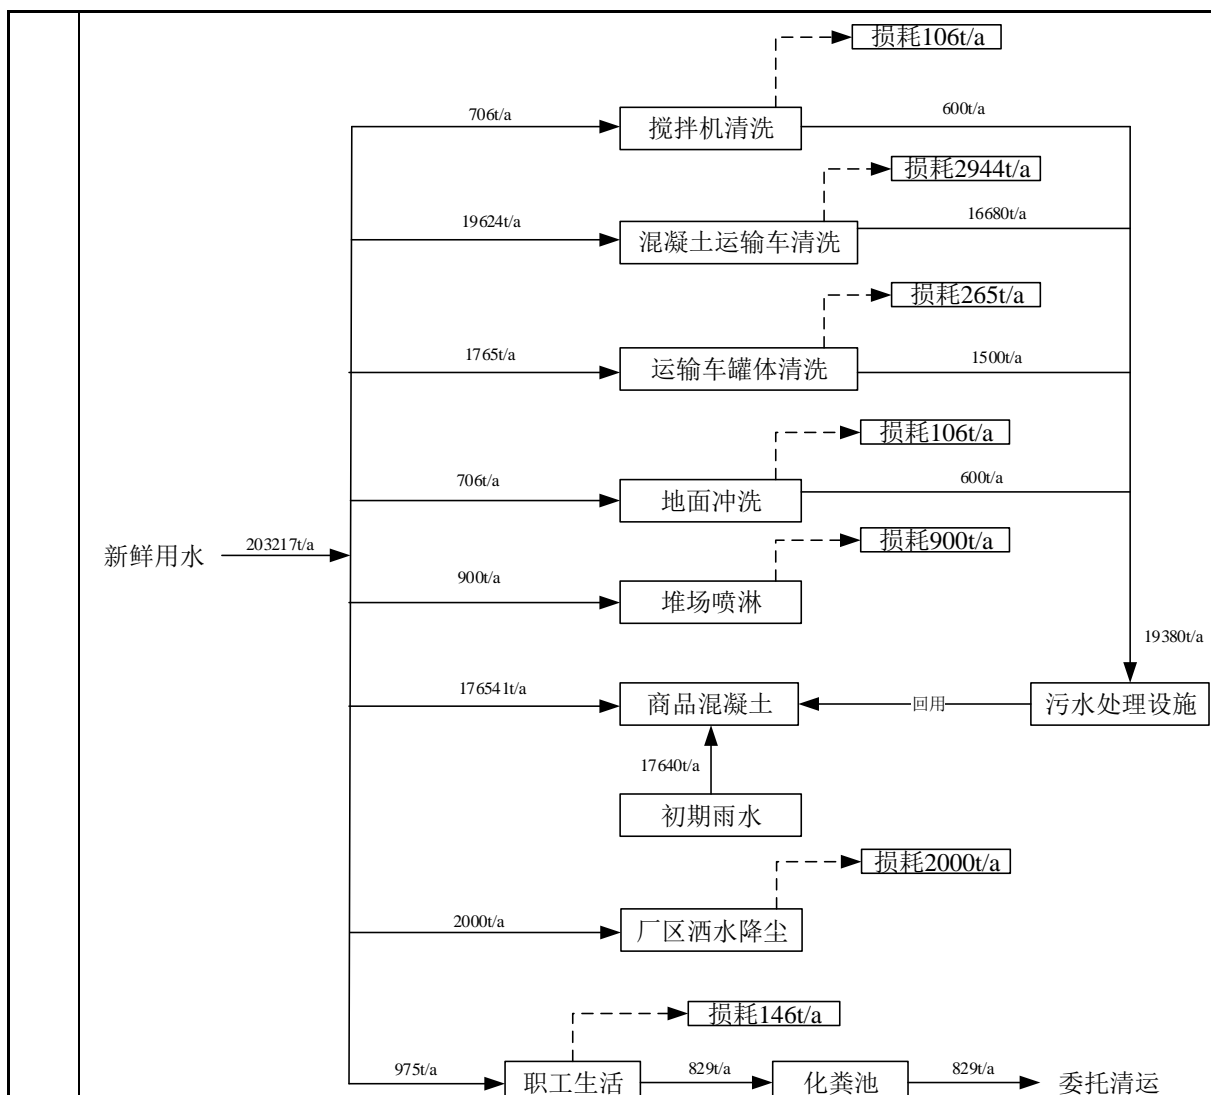 损耗106t/a
706t/a
搅拌机清洗
600t/a
损耗2944t/a
19624t/a
混凝土运输车清洗
16680t/a
损耗265t/a
1765t/a
运输车罐体清洗
1500t/a
损耗106t/a
706t/a
地面冲洗
600t/a
新鲜用水
203217t/a
损耗900t/a
900t/a
堆场喷淋
19380t/a
176541t/a
商品混凝土
回用
污水处理设施
17640t/a
初期雨水
损耗2000t/a
2000t/a
厂区洒水降尘
损耗146t/a
975t/a
职工生活
829t/a
化粪池
829t/a
委托清运